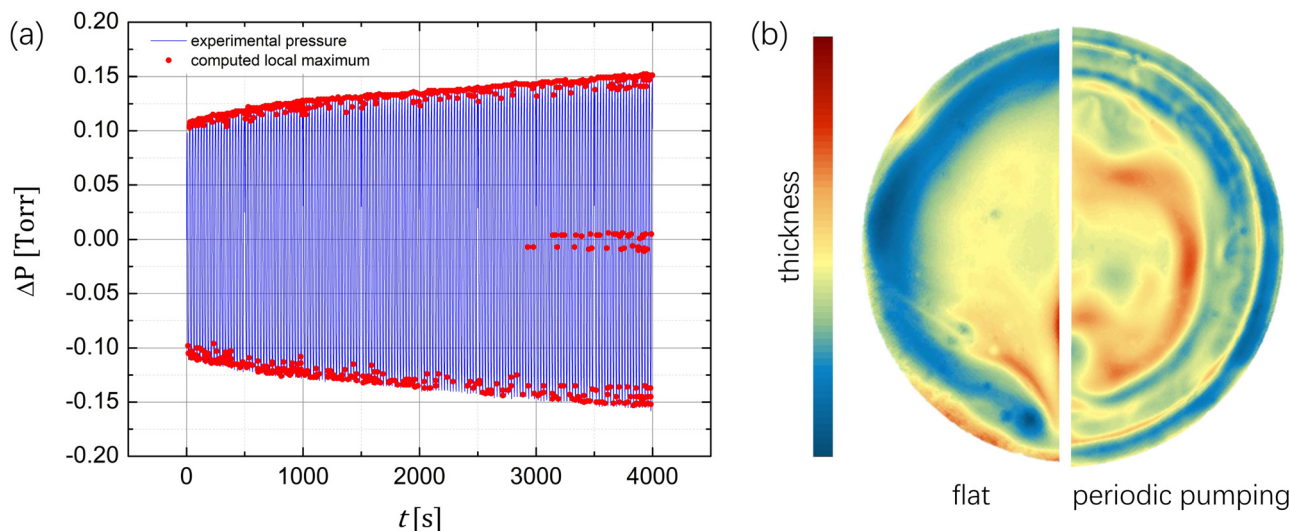 (a)
0.20
0.15
0.10
0.05
0.00
-0.05
-0.10
-0.15
-0.20
ΔP [Torr]
experimental pressure
computed local maximum
0
1000
2000
3000
4000
t [s]
(b)
thickness
flat
periodic pumping